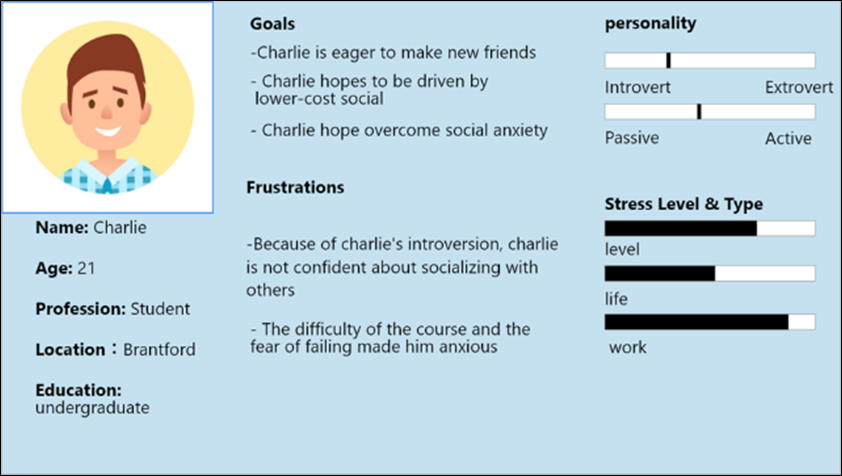 Name: Charlie
Age: 21
Profession: Student
Location：Brantford
Education:
undergraduate
Goals
-Charlie is eager to make new friends
- Charlie hopes to be driven by
lower-cost social
- Charlie hope overcome social anxiety
Frustrations
-Because of charlie's introversion, charlie
is not confident about socializing with
others
- The difficulty of the course and the
fear of failing made him anxious
personality
Introvert Extrovert
Passive Active
Stress Level & Type
level
life
work